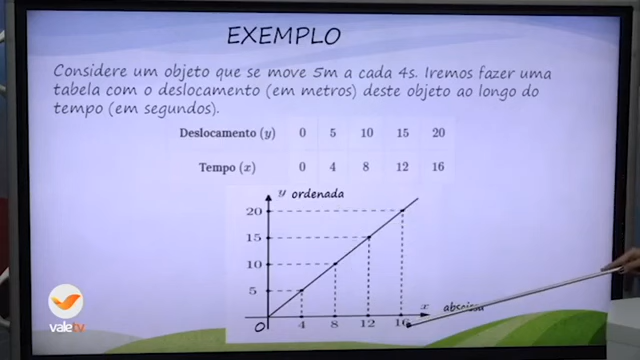 EXEMPLO
Considere um objeto que se move 5m a cada 4s. Iremos fazer uma
tabela com o deslocamento (em metros) deste objeto ao longo do
tempo (em segundos).
Deslocamento (y) 0 5 10 15 20
Tempo (x) 0 4 8 12 16
y ordenada
20
15
10
5
x abscissa
O 4 8 12 16
valetv